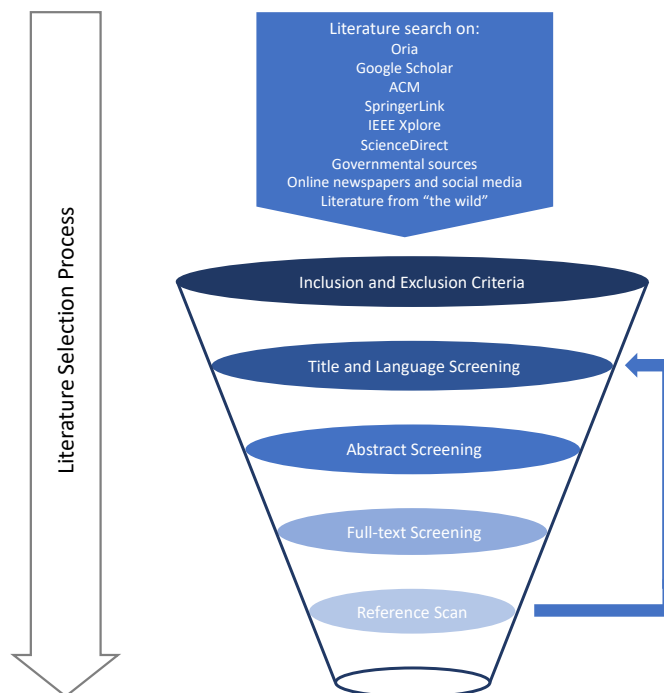 Literature search on:
Oria
Google Scholar
ACM
SpringerLink
IEEE Xplore
ScienceDirect
Governmental sources
Online newspapers and social media
Literature from “the wild”
Literature Selection Process
Inclusion and Exclusion Criteria
Title and Language Screening
Abstract Screening
Full-text Screening
Reference Scan